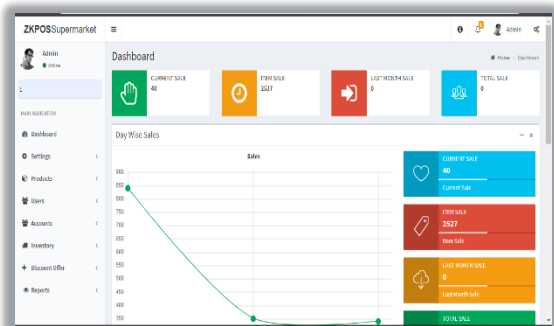 ZKPOSSupermarket
Admin
Admin
Online
MAIN NAVIGATION
Dashboard
Settings
Products
Users
Accounts
Inventory
Discount Offer
Reports
Dashboard
Home
Dashboard
CURRENT SALE
40
ITEM SALE
2527
LAST MONTH SALE
0
TOTAL SALE
0
Day Wise Sales
Sales
900
850
800
750
700
650
600
550
500
450
400
350
CURRENT SALE
40
Current Sale
ITEM SALE
2527
Item Sale
LAST MONTH SALE
0
Last Month Sale
TOTAL SALE